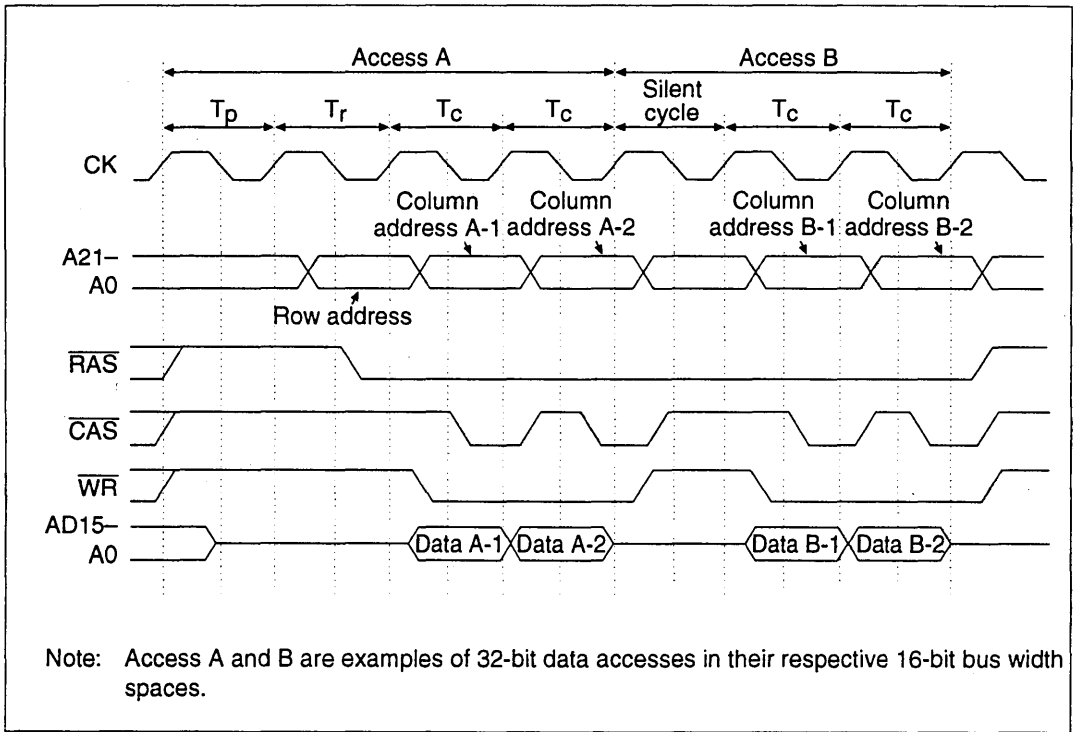 Access A
Access B
Silent
cycle
Tp
Tr
Tc
Tc
Tc
Tc
CK
Column
address A-1
Column
address A-2
Column
address B-1
Column
address B-2
A21–
A0
Row address
RAS
CAS
WR
AD15–
A0
Data A-1
Data A-2
Data B-1
Data B-2
Note: Access A and B are examples of 32-bit data accesses in their respective 16-bit bus width
spaces.